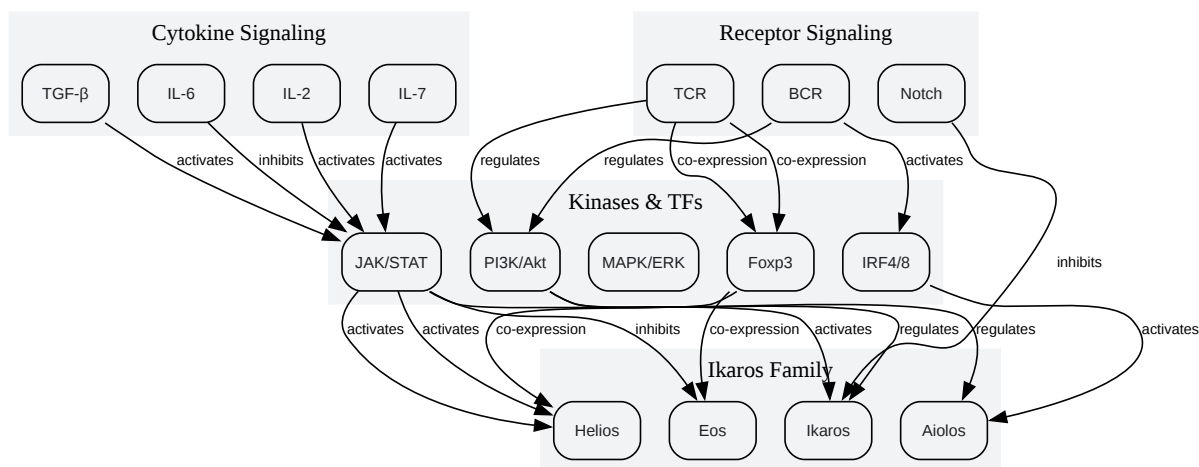 Cytokine Signaling
Receptor Signaling
TGF-β
IL-6
IL-2
IL-7
TCR
BCR
Notch
activates
inhibits
activates
activates
regulates
regulates
co-expression
co-expression
activates
Kinases & TFs
JAK/STAT
PI3K/Akt
MAPK/ERK
Foxp3
IRF4/8
inhibits
activates
activates
co-expression
inhibits
co-expression
activates
regulates
regulates
activates
Ikaros Family
Helios
Eos
Ikaros
Aiolos